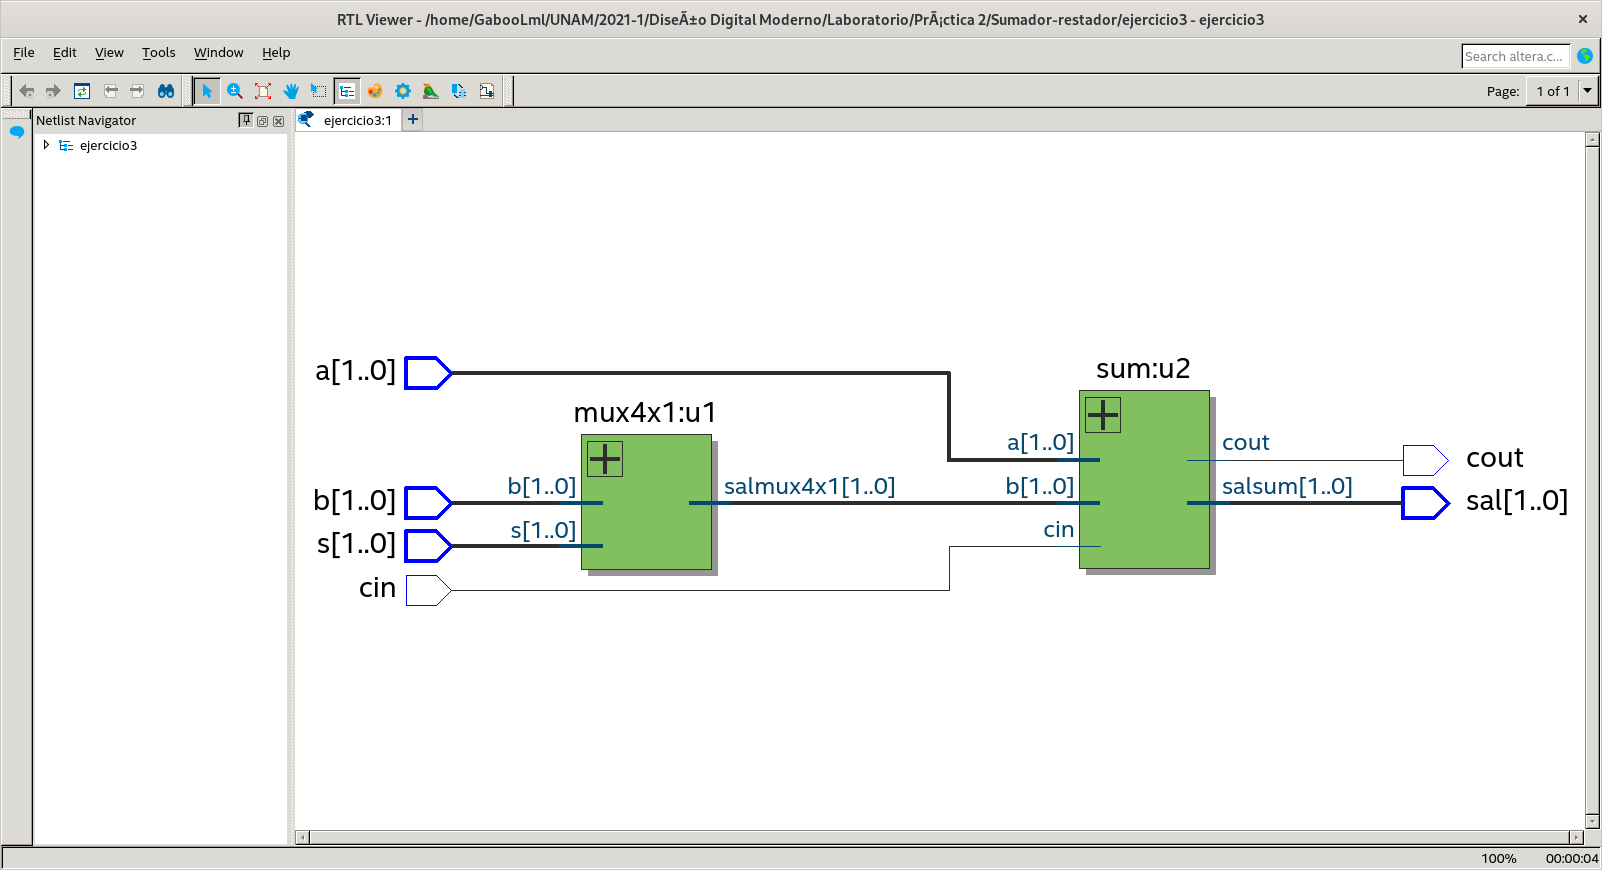 RTL Viewer - /home/GabooLml/UNAM/2021-1/DiseÃ±o Digital Moderno/Laboratorio/PrÃ¡ctica 2/Sumador-restador/ejercicio3 - ejercicio3
File Edit View Tools Window Help
Search altera.c...
Page: 1 of 1
Netlist Navigator
ejercicio3:1
ejercicio3
sum:u2
a[1..0]
mux4x1:u1
a[1..0] cout cout
b[1..0] b[1..0] salmux4x1[1..0] b[1..0] salsum[1..0] sal[1..0]
s[1..0] s[1..0] cin
cin
100% 00:00:04